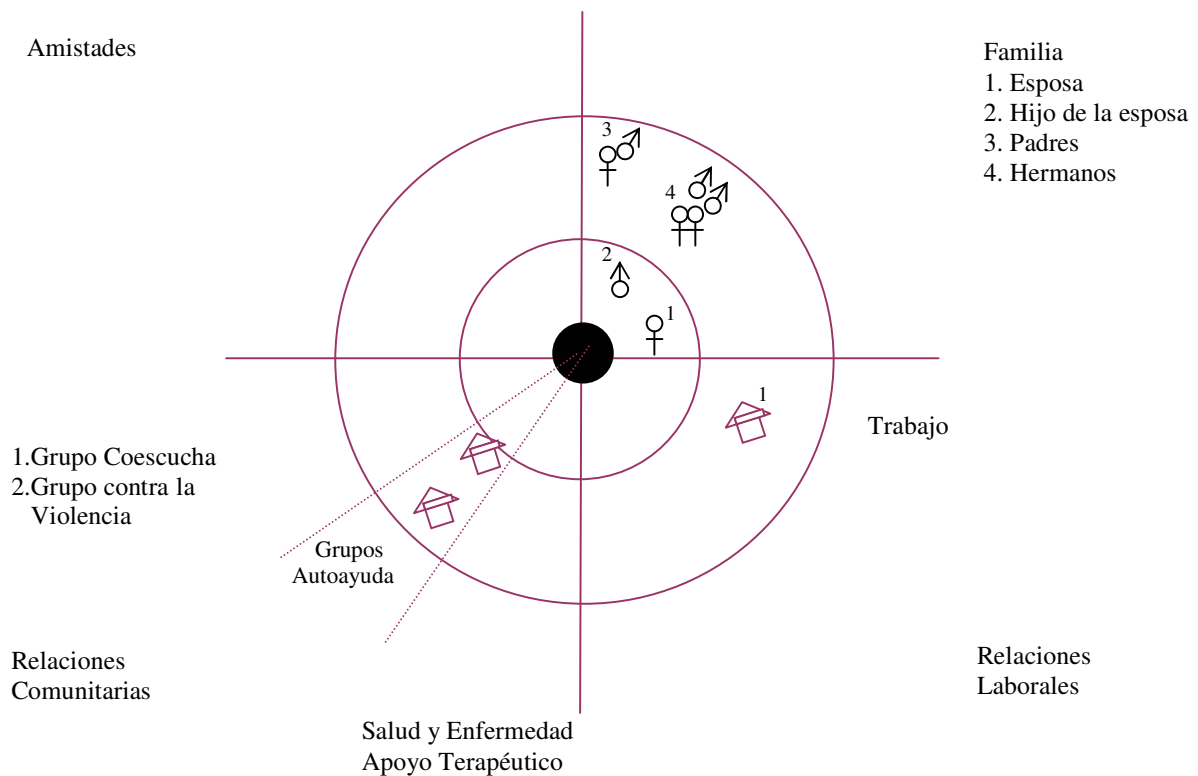 Amistades
Familia
1. Esposa
2. Hijo de la esposa
3. Padres
4. Hermanos
3
4
2
1
1
Trabajo
1.Grupo Coescucha
2.Grupo contra la
Violencia
Grupos
Autoayuda
Relaciones
Comunitarias
Relaciones
Laborales
Salud y Enfermedad
Apoyo Terapéutico